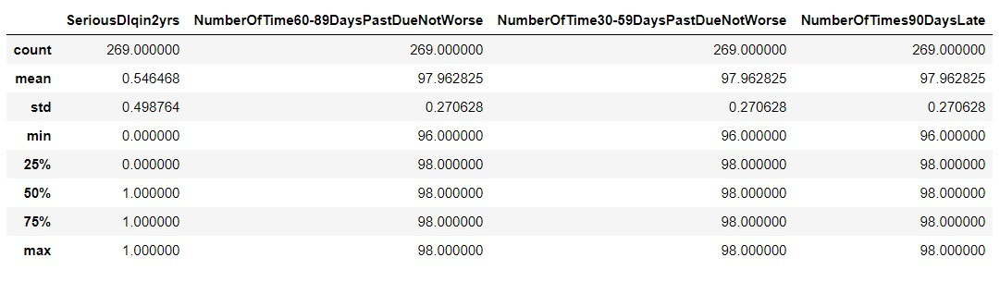 SeriousDlqin2yrs NumberOfTime60-89DaysPastDueNotWorse NumberOfTime30-59DaysPastDueNotWorse NumberOfTimes90DaysLate
count 269.000000 269.000000 269.000000 269.000000
mean 0.546468 97.962825 97.962825 97.962825
std 0.498764 0.270628 0.270628 0.270628
min 0.000000 96.000000 96.000000 96.000000
25% 0.000000 98.000000 98.000000 98.000000
50% 1.000000 98.000000 98.000000 98.000000
75% 1.000000 98.000000 98.000000 98.000000
max 1.000000 98.000000 98.000000 98.000000